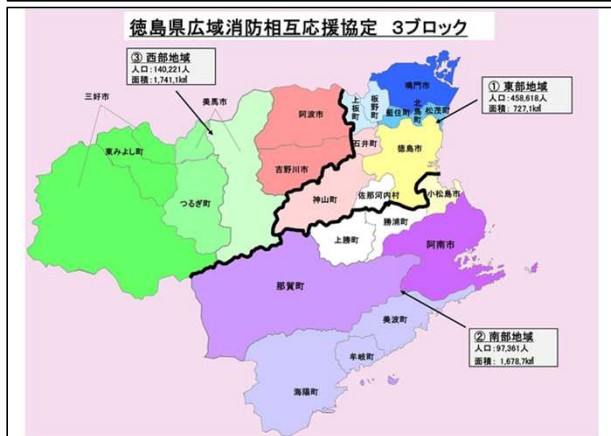 徳島県広域消防相互応援協定 3ブロック
③ 西部地域
人口:140,221人
面積:1,741.1㎢
① 東部地域
人口:458,618人
面積: 727.1㎢
三好市
美馬市
東みよし町
つるぎ町
阿波市
吉野川市
上板町
板野町
鳴門市
藍住町
北島町
松茂町
石井町
徳島市
神山町
佐那河内村
小松島市
勝浦町
上勝町
阿南市
那賀町
美波町
牟岐町
海陽町
② 南部地域
人口:97,361人
面積: 1,678.7㎢